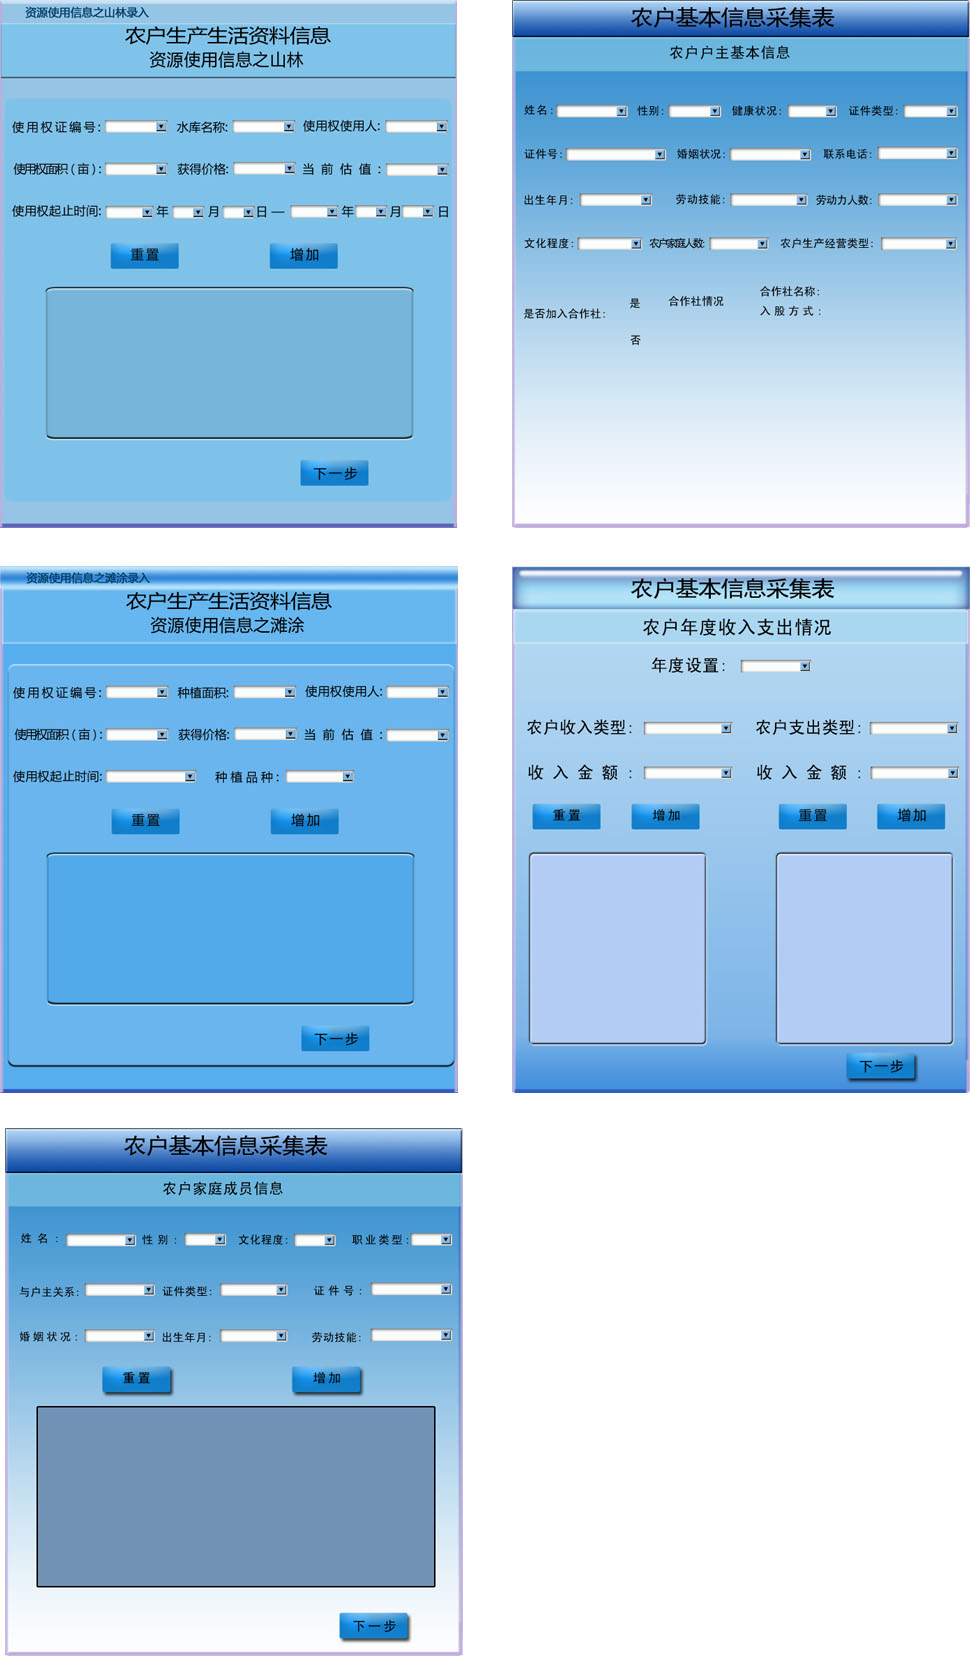 资源使用信息之山林录入
农户生产生活资料信息
资源使用信息之山林
使用权证编号: 水库名称: 使用权使用人:
使用权面积(亩): 获得价格: 当前估值:
使用权起止时间: 年 月 日 — 年 月 日
重置 增加
下一步
农户基本信息采集表
农户户主基本信息
姓名: 性别: 健康状况: 证件类型:
证件号: 婚姻状况: 联系电话:
出生年月: 劳动技能: 劳动力人数:
文化程度: 农户家庭人数: 农户生产经营类型:
是否加入合作社: 是 合作社情况 合作社名称:
入股方式:
否
资源使用信息之滩涂录入
农户生产生活资料信息
资源使用信息之滩涂
使用权证编号: 种植面积: 使用权使用人:
使用权面积(亩): 获得价格: 当前估值:
使用权起止时间: 种植品种:
重置 增加
下一步
农户基本信息采集表
农户年度收入支出情况
年度设置:
农户收入类型: 农户支出类型:
收入金额: 收入金额:
重置 增加 重置 增加
下一步
农户基本信息采集表
农户家庭成员信息
姓名: 性别: 文化程度: 职业类型:
与户主关系: 证件类型: 证件号:
婚姻状况: 出生年月: 劳动技能:
重置 增加
下一步